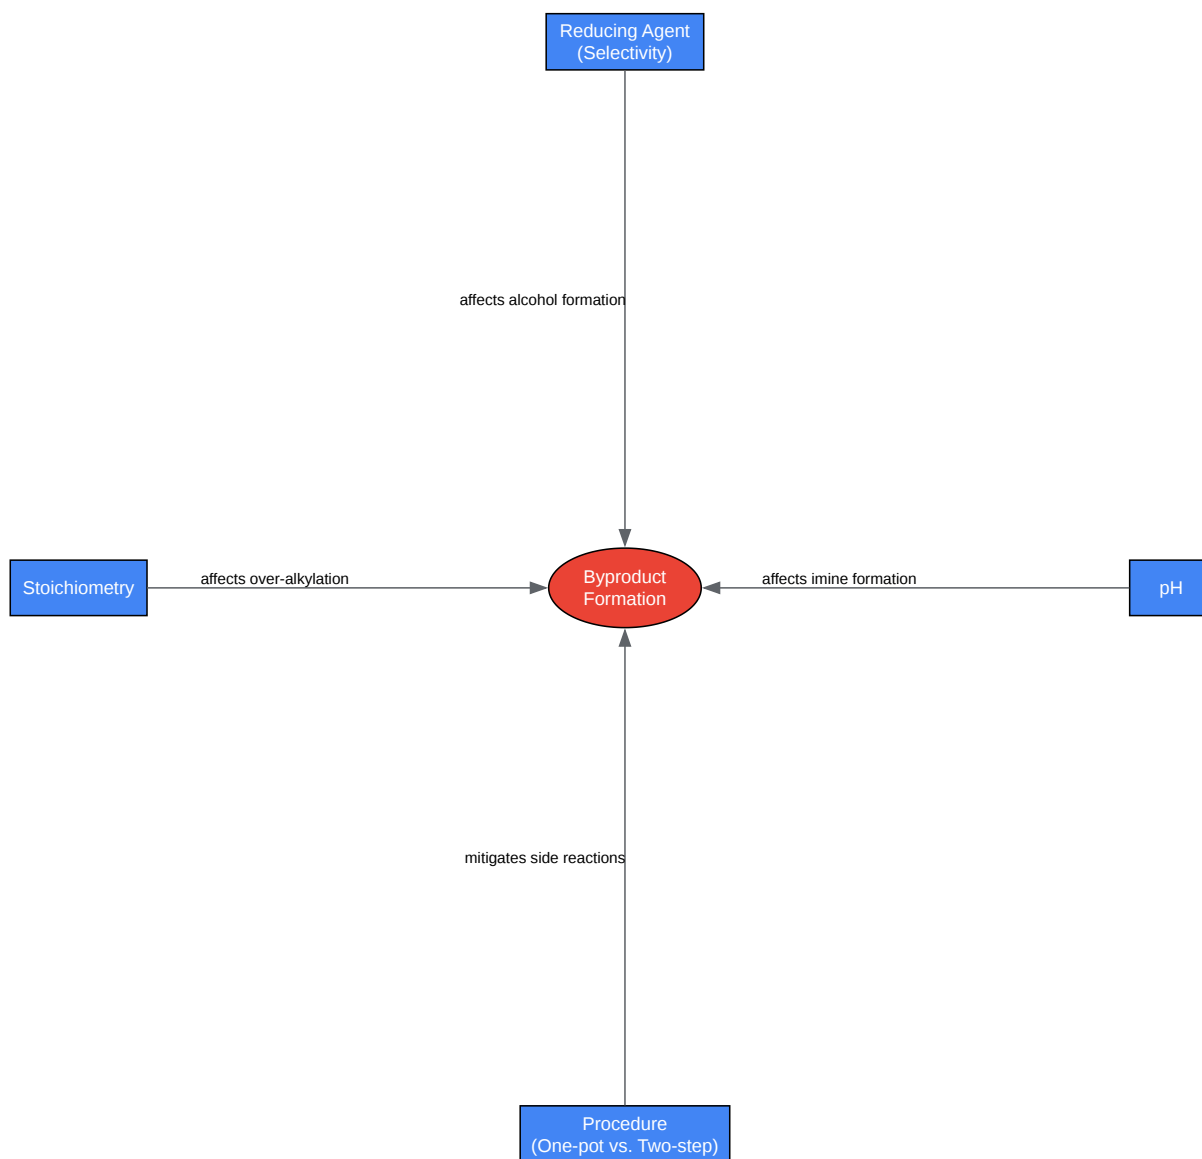 Reducing Agent
(Selectivity)
affects alcohol formation
Stoichiometry
affects over-alkylation
Byproduct
Formation
affects imine formation
pH
mitigates side reactions
Procedure
(One-pot vs. Two-step)